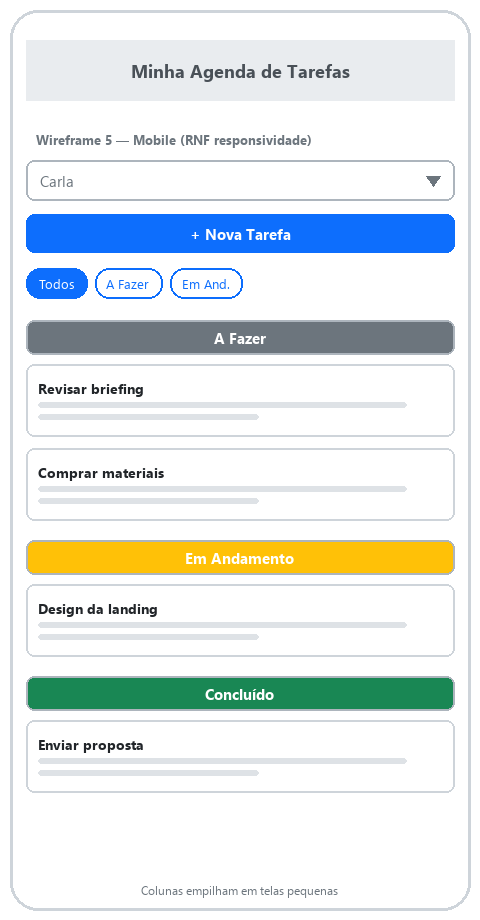 Minha Agenda de Tarefas
Wireframe 5 — Mobile (RNF responsividade)
Carla
+ Nova Tarefa
Todos
A Fazer
Em And.
A Fazer
Revisar briefing
Comprar materiais
Em Andamento
Design da landing
Concluído
Enviar proposta
Colunas empilham em telas pequenas